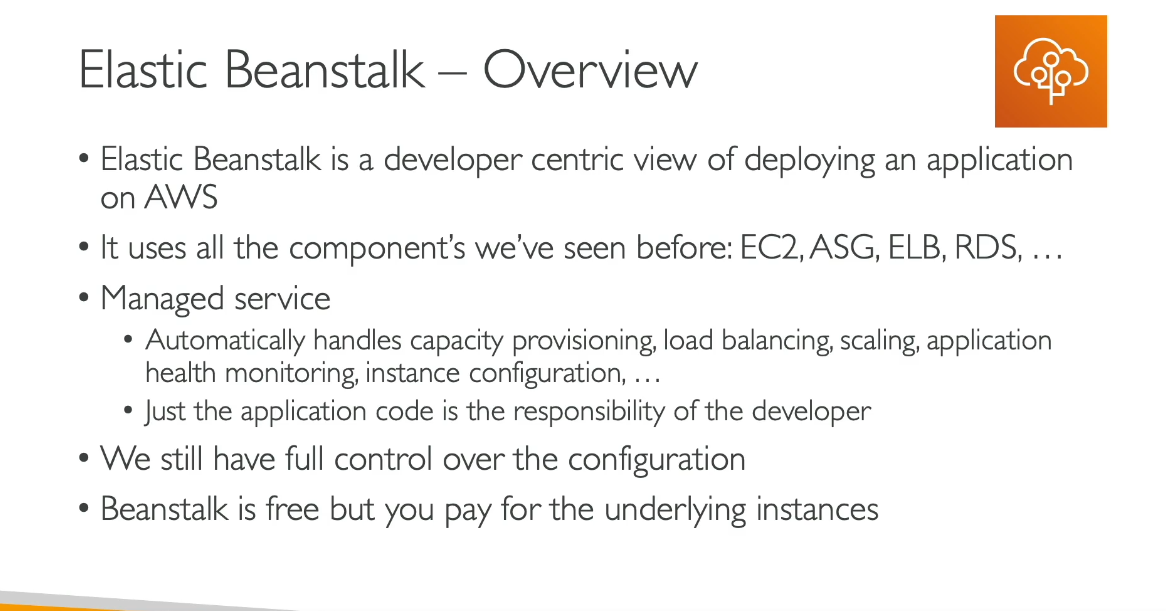 Elastic Beanstalk – Overview
• Elastic Beanstalk is a developer centric view of deploying an application
on AWS
• It uses all the component's we've seen before: EC2, ASG, ELB, RDS, …
• Managed service
• Automatically handles capacity provisioning, load balancing, scaling, application
health monitoring, instance configuration, …
• Just the application code is the responsibility of the developer
• We still have full control over the configuration
• Beanstalk is free but you pay for the underlying instances